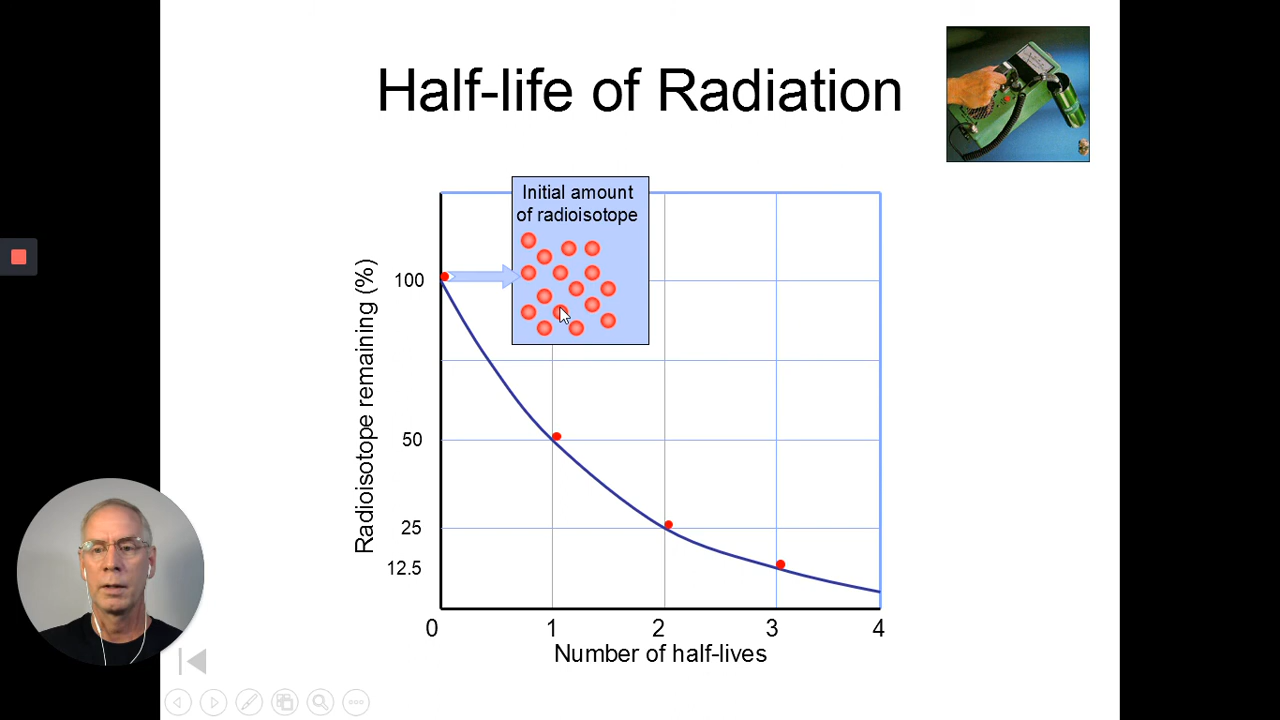 Half-life of Radiation
Initial amount
of radioisotope
Radioisotope remaining (%)
100
50
25
12.5
0 1 2 3 4
Number of half-lives